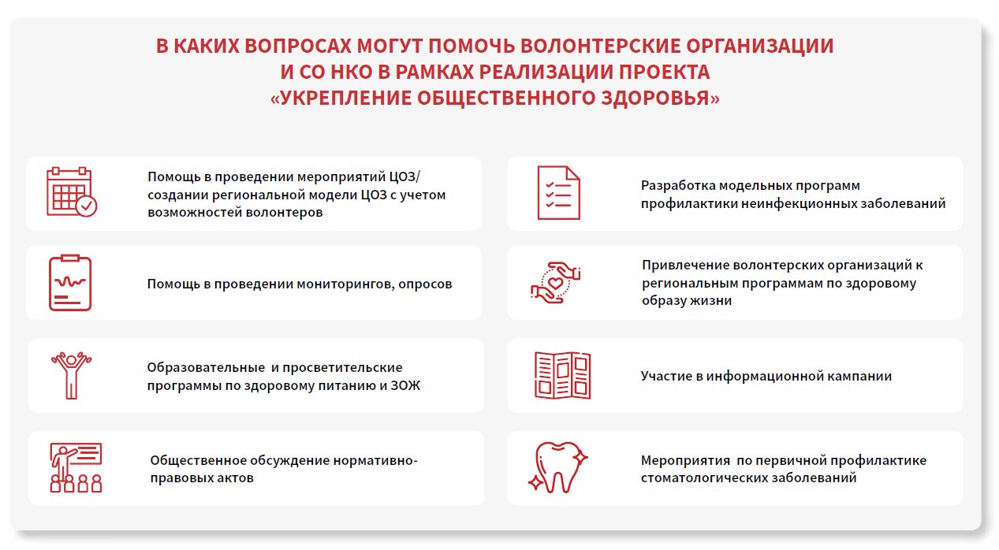 В КАКИХ ВОПРОСАХ МОГУТ ПОМОЧЬ ВОЛОНТЕРСКИЕ ОРГАНИЗАЦИИ
И СО НКО В РАМКАХ РЕАЛИЗАЦИИ ПРОЕКТА
«УКРЕПЛЕНИЕ ОБЩЕСТВЕННОГО ЗДОРОВЬЯ»
Помощь в проведении мероприятий ЦОЗ/
создании региональной модели ЦОЗ с учетом
возможностей волонтеров
Разработка модельных программ
профилактики неинфекционных заболеваний
Помощь в проведении мониторингов, опросов
Привлечение волонтерских организаций к
региональным программам по здоровому
образу жизни
Образовательные и просветительские
программы по здоровому питанию и ЗОЖ
Участие в информационной кампании
Общественное обсуждение нормативно-
правовых актов
Мероприятия по первичной профилактике
стоматологических заболеваний